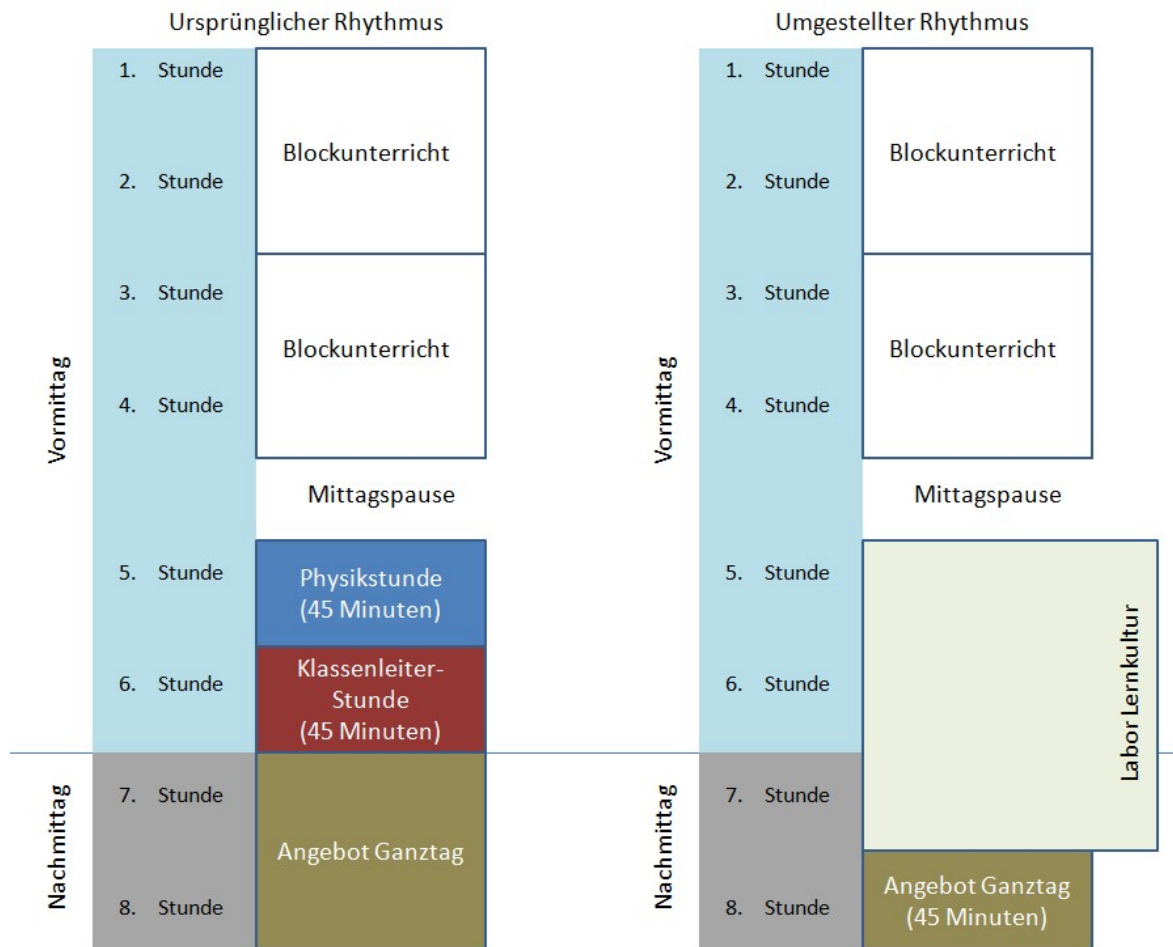 Ursprünglicher Rhythmus
Vormittag
1. Stunde
2. Stunde
Blockunterricht
3. Stunde
4. Stunde
Blockunterricht
Mittagspause
5. Stunde
Physikstunde
(45 Minuten)
6. Stunde
Klassenleiter-
Stunde
(45 Minuten)
Nachmittag
7. Stunde
8. Stunde
Angebot Ganztag
Umgestellter Rhythmus
Vormittag
1. Stunde
2. Stunde
Blockunterricht
3. Stunde
4. Stunde
Blockunterricht
Mittagspause
5. Stunde
6. Stunde
Labor Lernkultur
Nachmittag
7. Stunde
8. Stunde
Angebot Ganztag
(45 Minuten)